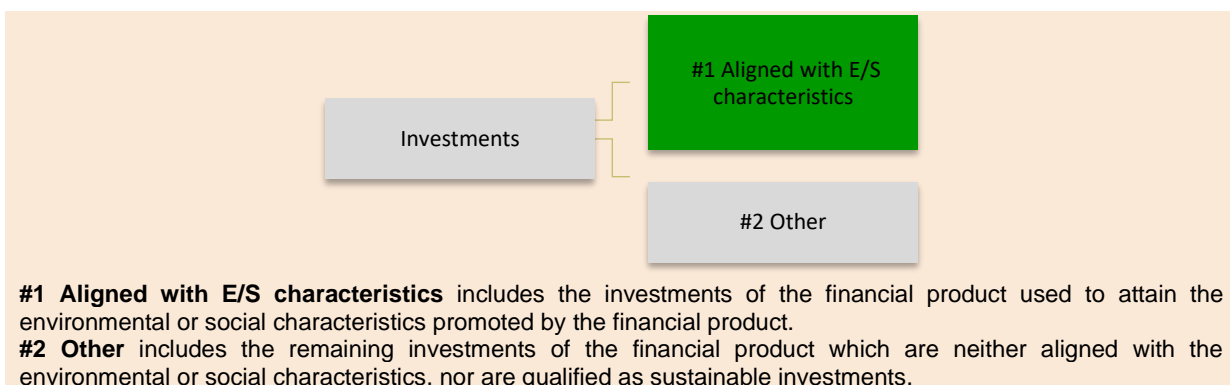 #1 Aligned with E/S
characteristics
Investments
#2 Other
#1 Aligned with E/S characteristics includes the investments of the financial product used to attain the
environmental or social characteristics promoted by the financial product.
#2 Other includes the remaining investments of the financial product which are neither aligned with the
environmental or social characteristics, nor are qualified as sustainable investments.